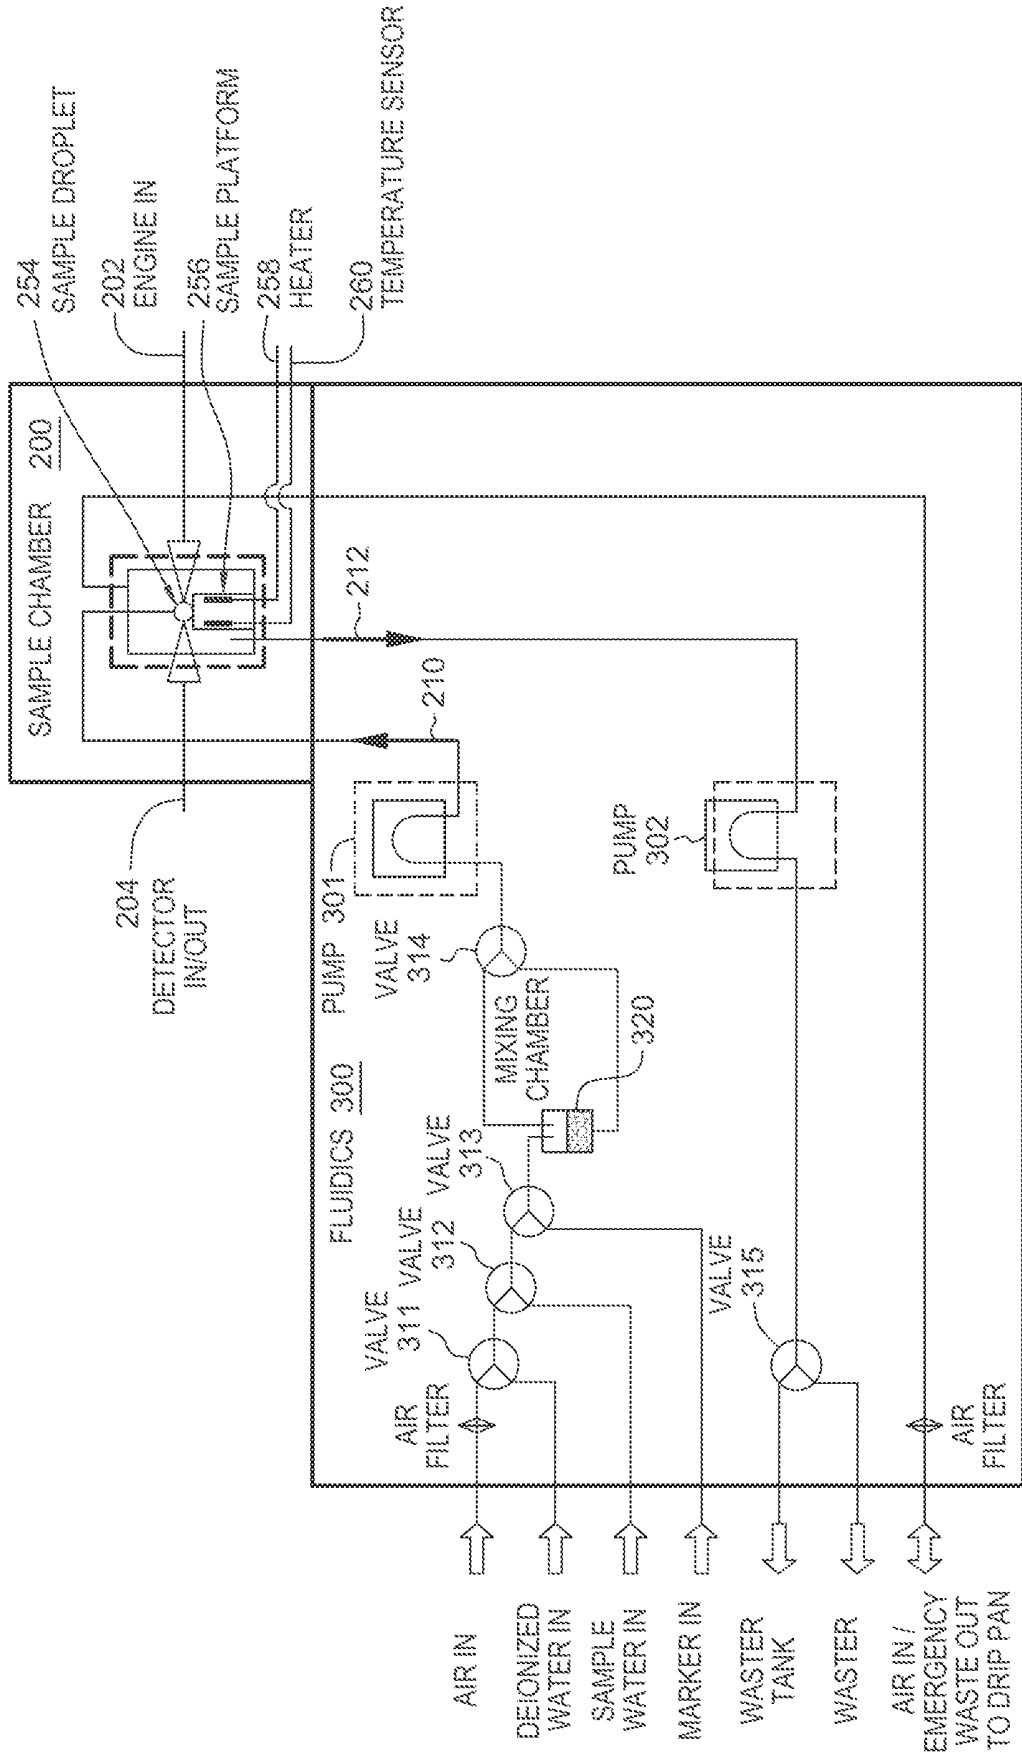 254
SAMPLE DROPLET
202
ENGINE IN
256
SAMPLE PLATFORM
258
HEATER
260
TEMPERATURE SENSOR
SAMPLE CHAMBER 200
204
DETECTOR
IN/OUT
210
212
PUMP 301
PUMP
302
VALVE
314
FLUIDICS 300
MIXING
CHAMBER
320
VALVE
313
VALVE
312
VALVE
311
VALVE
315
AIR
FILTER
AIR
FILTER
AIR IN
DEIONIZED
WATER IN
SAMPLE
WATER IN
MARKER IN
WASTER
TANK
WASTER
AIR IN /
EMERGENCY
WASTE OUT
TO DRIP PAN